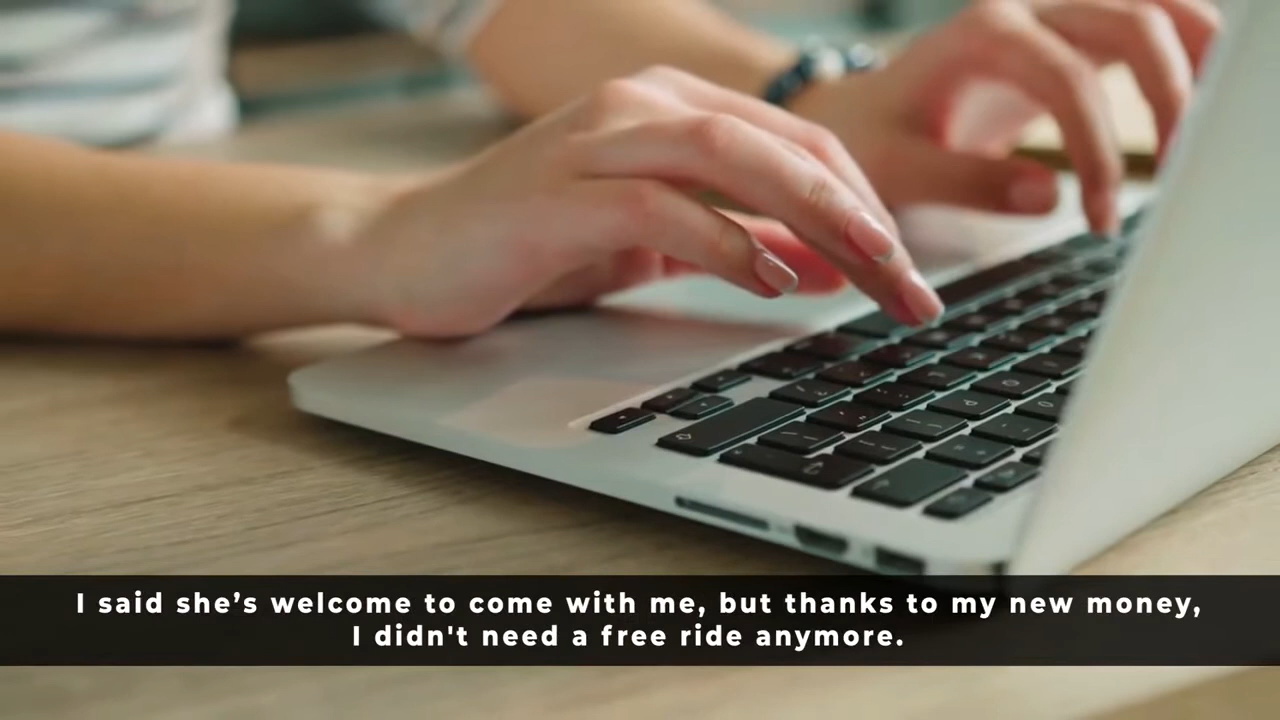 I said she’s welcome to come with me, but thanks to my new money,
I didn't need a free ride anymore.